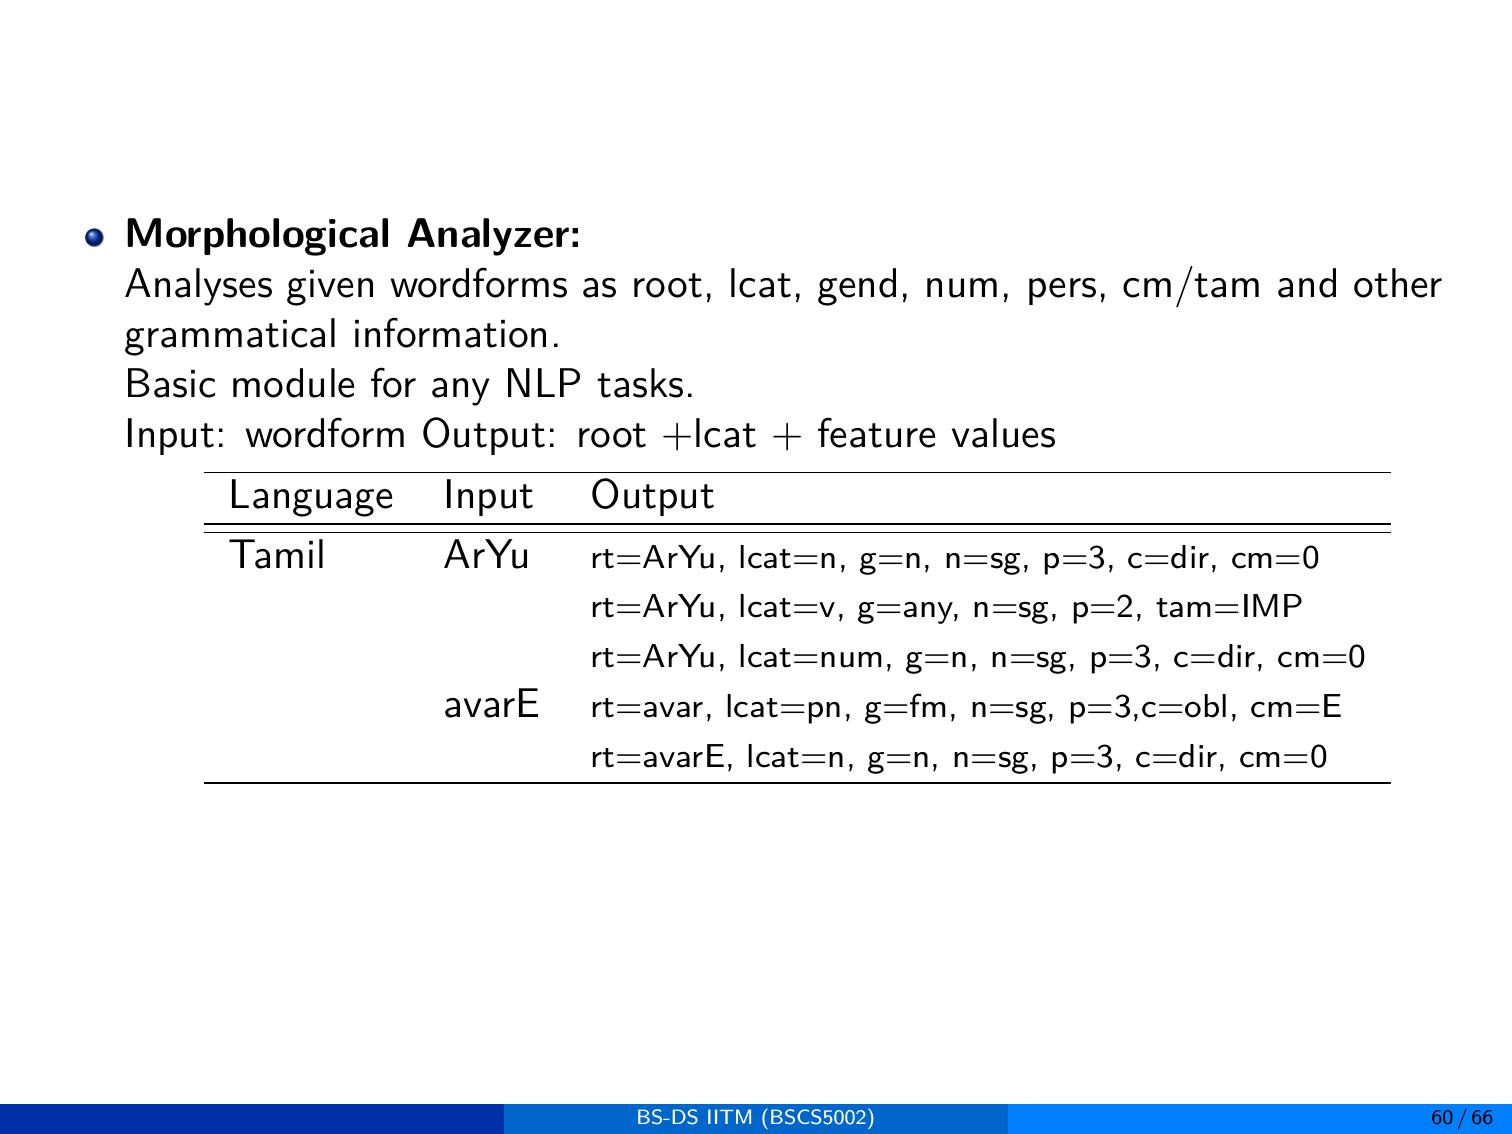 Morphological Analyzer:
Analyses given wordforms as root, lcat, gend, num, pers, cm/tam and other
grammatical information.
Basic module for any NLP tasks.
Input: wordform Output: root +lcat + feature values
Language Input Output
Tamil ArYu rt=ArYu, lcat=n, g=n, n=sg, p=3, c=dir, cm=0
rt=ArYu, lcat=v, g=any, n=sg, p=2, tam=IMP
rt=ArYu, lcat=num, g=n, n=sg, p=3, c=dir, cm=0
avarE rt=avar, lcat=pn, g=fm, n=sg, p=3,c=obl, cm=E
rt=avarE, lcat=n, g=n, n=sg, p=3, c=dir, cm=0
BS-DS IITM (BSCS5002) 60 / 66